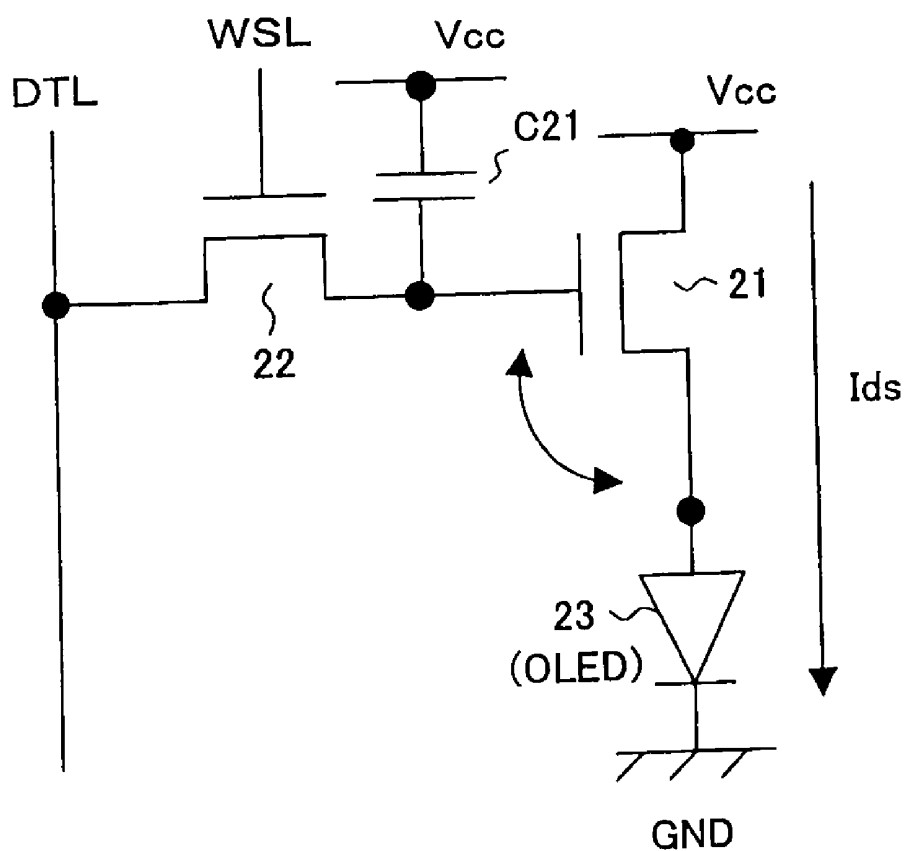 WSL
Vcc
DTL
Vcc
C21
21
22
Ids
23
(OLED)
GND